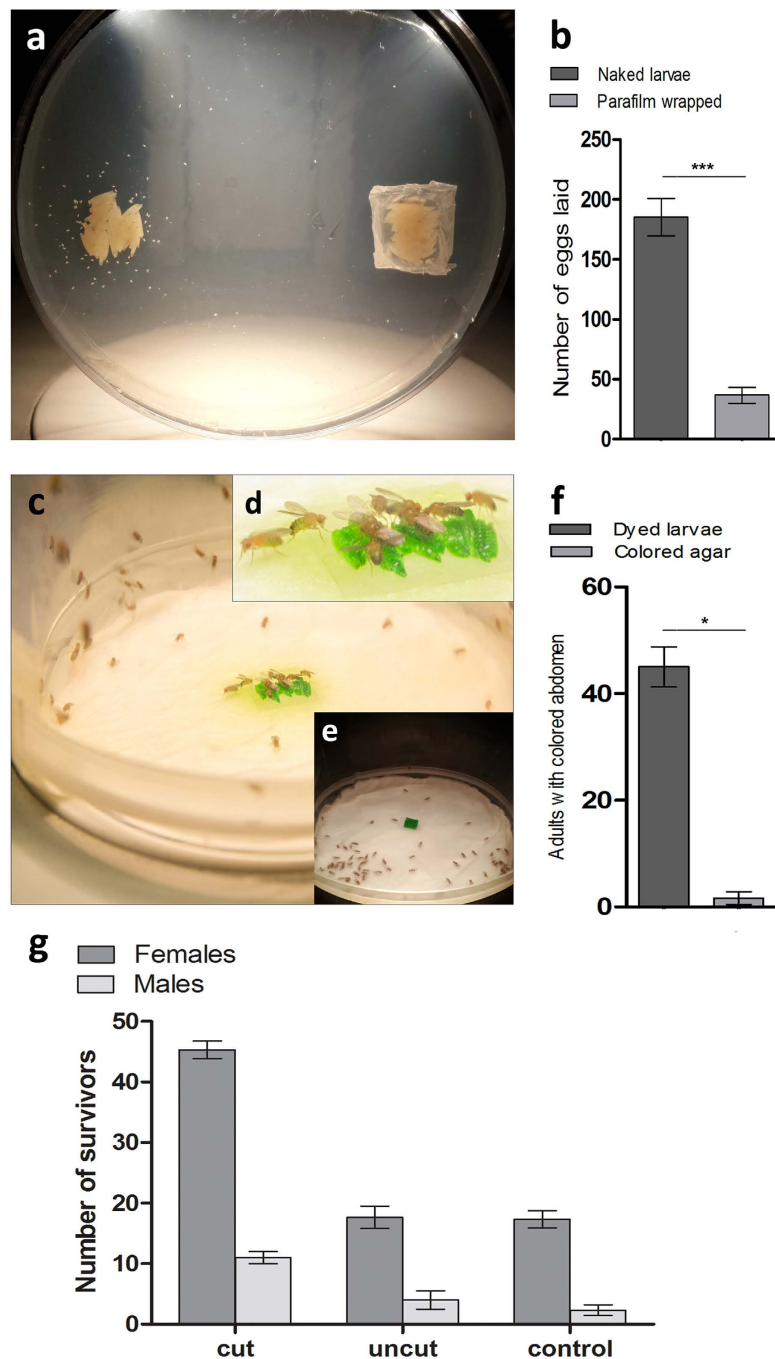 a
b
Naked larvae
Parafilm wrapped
Number of eggs laid
250
200
150
100
50
0
***
c
d
e
f
Dyed larvae
Colored agar
Adults with colored abdomen
60
40
20
0
*
g
Females
Males
Number of survivors
50
40
30
20
10
0
cut
uncut
control